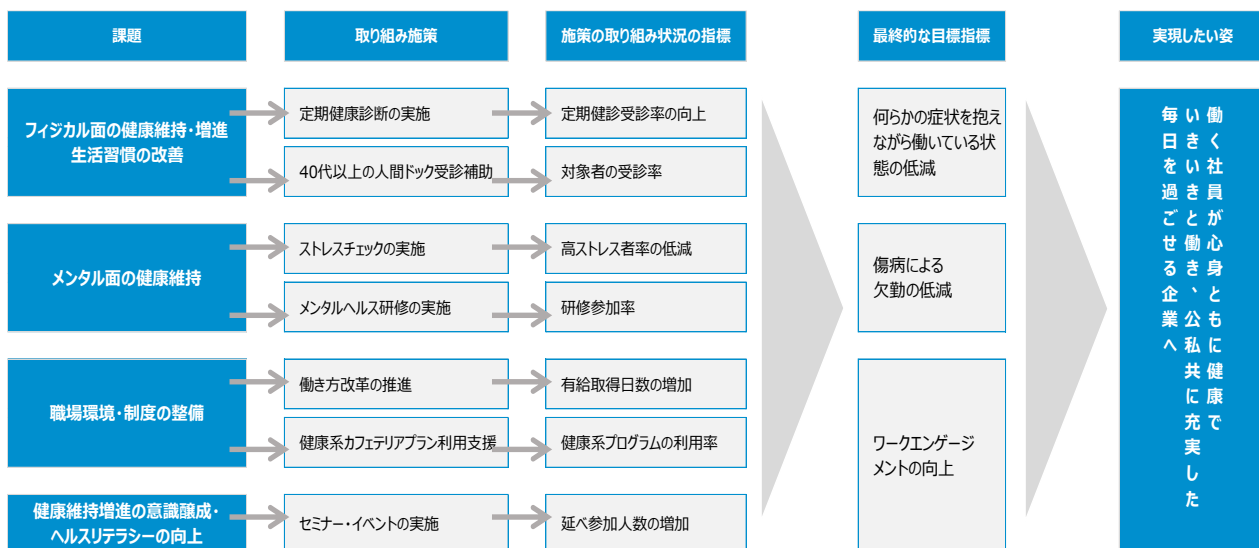 課題
取り組み施策
施策の取り組み状況の指標
最終的な目標指標
実現したい姿
フィジカル面の健康維持・増進
生活習慣の改善
定期健康診断の実施
定期健診受診率の向上
40代以上の人間ドック受診補助
対象者の受診率
メンタル面の健康維持
ストレスチェックの実施
高ストレス者率の低減
メンタルヘルス研修の実施
研修参加率
職場環境・制度の整備
働き方改革の推進
有給取得日数の増加
健康系カフェテリアプラン利用支援
健康系プログラムの利用率
健康維持増進の意識醸成・
ヘルスリテラシーの向上
セミナー・イベントの実施
延べ参加人数の増加
何らかの症状を抱え
ながら働いている状
態の低減
傷病による
欠勤の低減
ワークエンゲージ
メントの向上
働く社員が心身ともに健康で
いきいきと働き、公私共に充実した
毎日を過ごせる企業へ